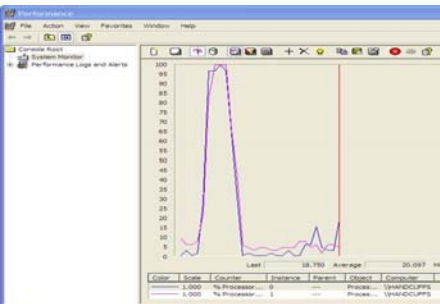 Performance
File Action View Favorites Window Help
Console Root
System Monitor
Performance Logs and Alerts
100
95
90
85
80
75
70
65
60
55
50
45
40
35
30
25
20
15
10
5
0
Last 18.750 Average 20.097
Color Scale Counter Instance Parent Object Computer
1.000 % Processor ... 0 --- Proces... \\HANDCUFFS
1.000 % Processor ... 1 --- Proces... \\HANDCUFFS